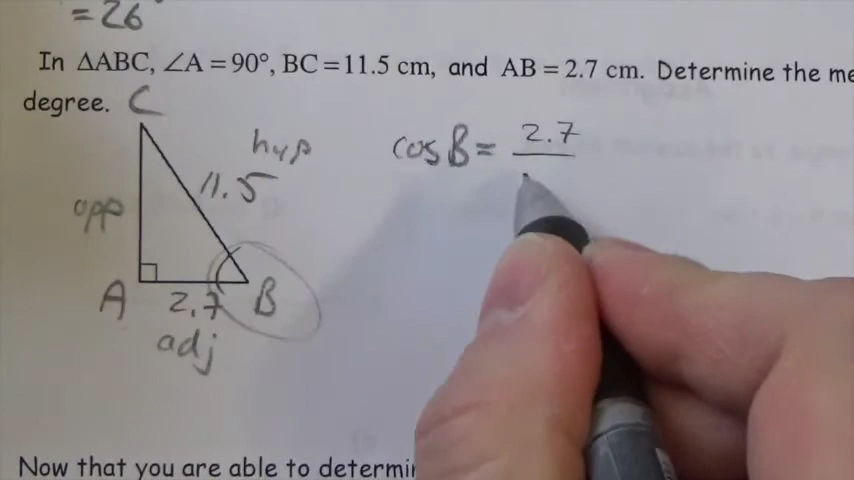 = 26°
In ΔABC, ∠A = 90°, BC = 11.5 cm, and AB = 2.7 cm. Determine the me
degree.
C
hyp
11.5
opp
cos B = 2.7
A 2.7 B
adj
Now that you are able to determi